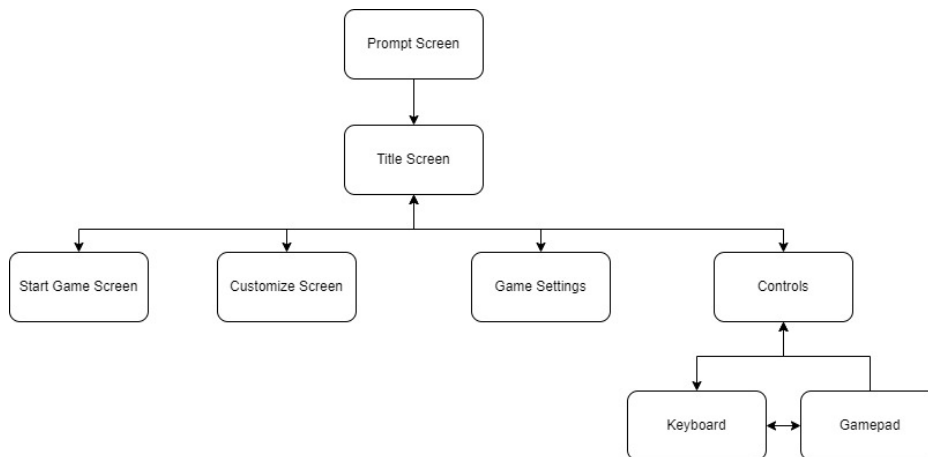 Prompt Screen
Title Screen
Start Game Screen
Customize Screen
Game Settings
Controls
Keyboard
Gamepad